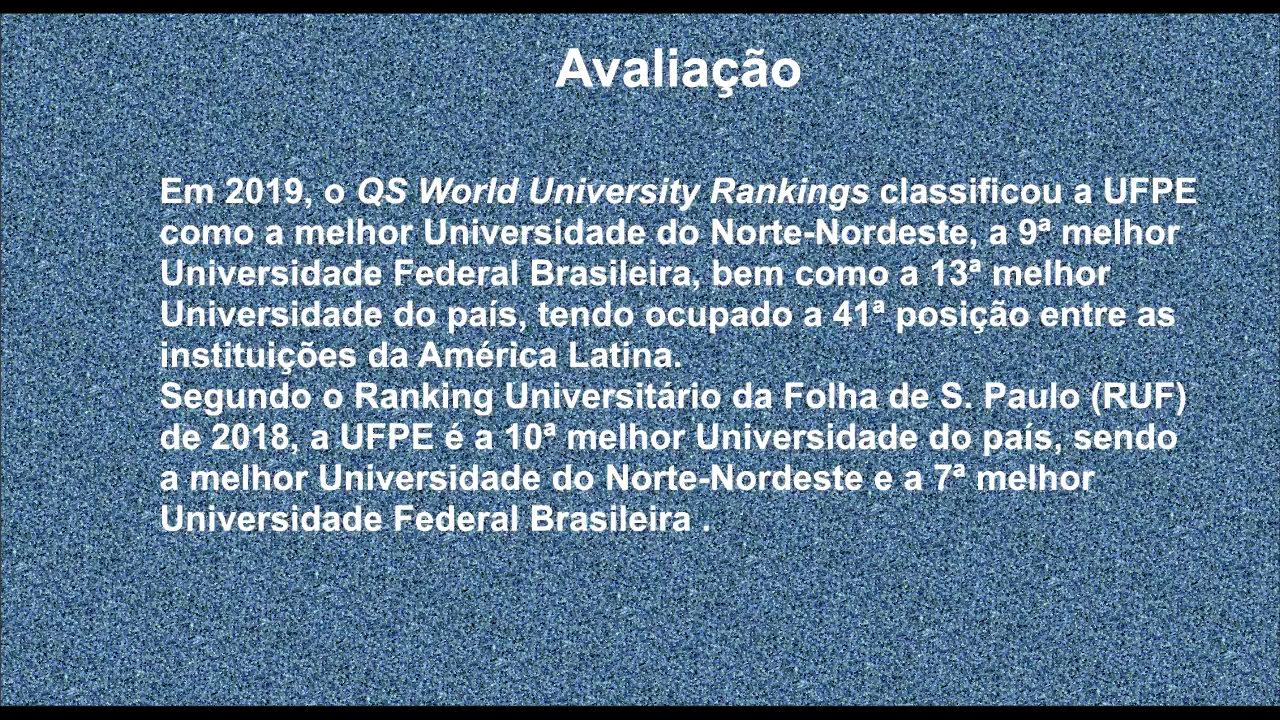 Avaliação
Em 2019, o QS World University Rankings classificou a UFPE
como a melhor Universidade do Norte-Nordeste, a 9ª melhor
Universidade Federal Brasileira, bem como a 13ª melhor
Universidade do país, tendo ocupado a 41ª posição entre as
instituições da América Latina.
Segundo o Ranking Universitário da Folha de S. Paulo (RUF)
de 2018, a UFPE é a 10ª melhor Universidade do país, sendo
a melhor Universidade do Norte-Nordeste e a 7ª melhor
Universidade Federal Brasileira .